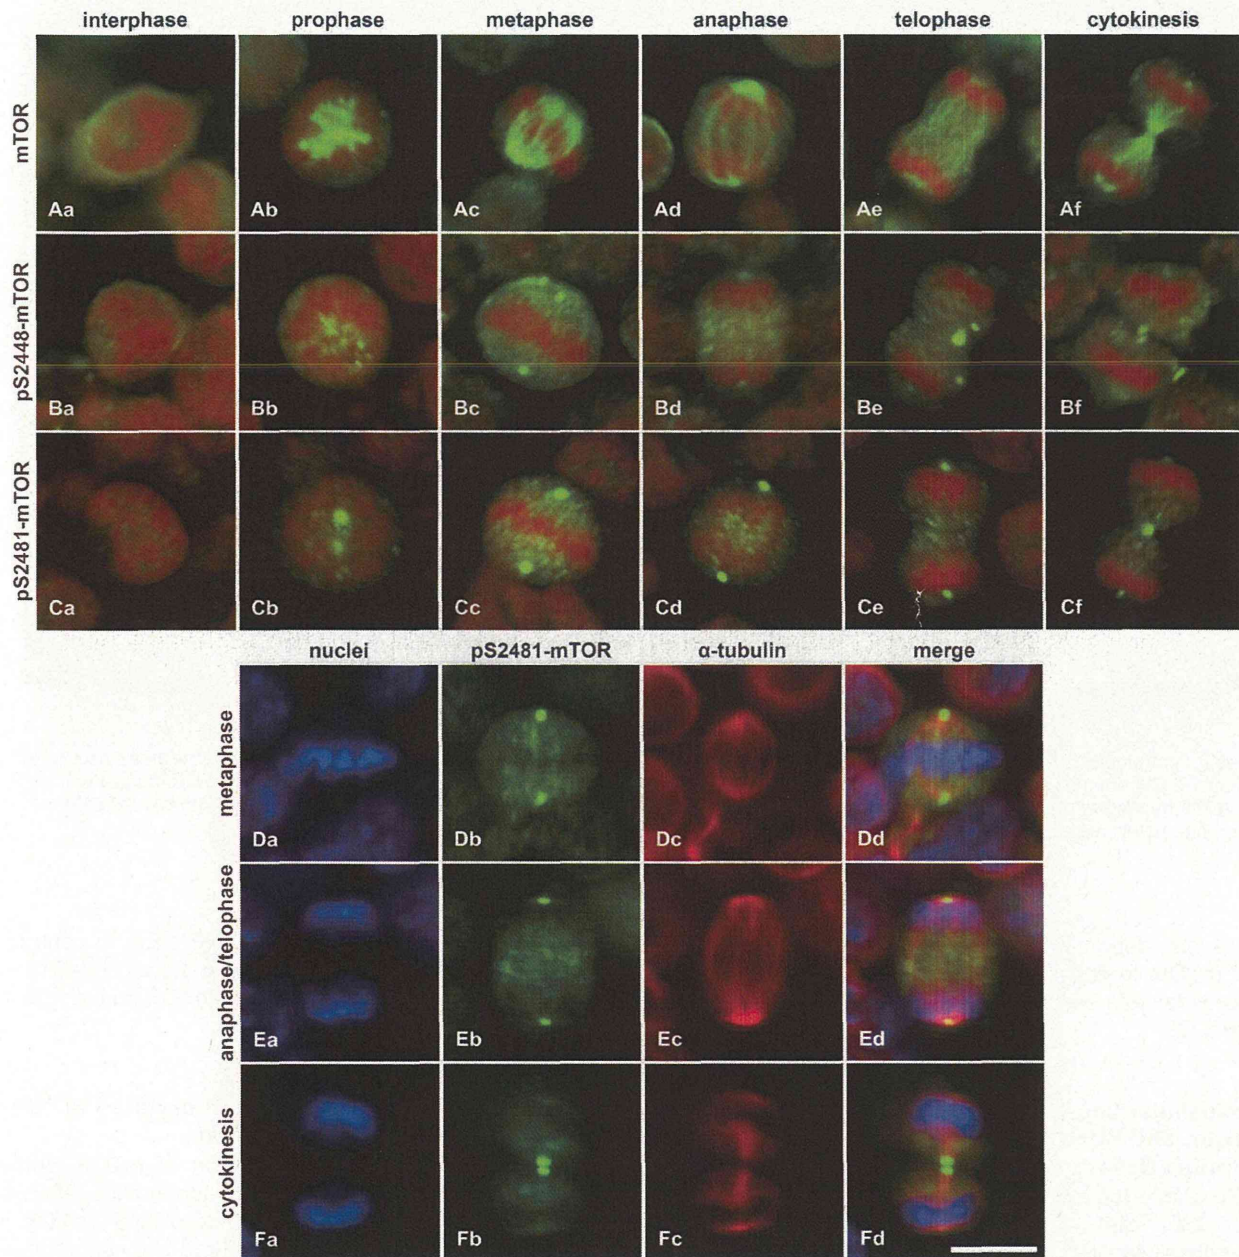 interphase prophase metaphase anaphase telophase cytokinesis
mTOR
Aa Ab Ac Ad Ae Af
pS2448-mTOR
Ba Bb Bc Bd Be Bf
pS2481-mTOR
Ca Cb Cc Cd Ce Cf
nuclei pS2481-mTOR α-tubulin merge
metaphase
Da Db Dc Dd
anaphase/telophase
Ea Eb Ec Ed
cytokinesis
Fa Fb Fc Fd